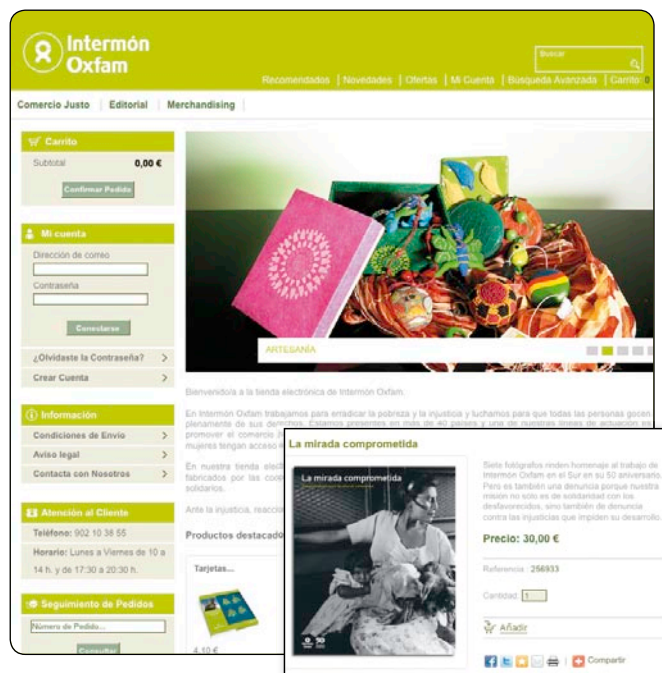 Intermón
Oxfam
Buscar
Recomendados | Novedades | Ofertas | Mi Cuenta | Búsqueda Avanzada | Carrito: 0
Comercio Justo | Editorial | Merchandising
Carrito
Subtotal 0,00 €
Confirmar Pedido
Mi cuenta
Dirección de correo
Contraseña
Conectarse
¿Olvidaste la Contraseña? >
Crear Cuenta >
Información
Condiciones de Envío >
Aviso legal >
Contacta con Nosotros >
Atención al Cliente
Teléfono: 902 10 38 55
Horario: Lunes a Viernes de 10 a
14 h. y de 17:30 a 20:30 h.
Seguimiento de Pedidos
Número de Pedido...
Consultar
ARTESANÍA
Bienvenido/a a la tienda electrónica de Intermón Oxfam.
En Intermón Oxfam trabajamos para erradicar la pobreza y la injusticia y luchamos para que todas las personas gocen
plenamente de sus derechos. Estamos presentes en más de 40 países y una de nuestras líneas de actuación es
promover el comercio
mujeres tengan acceso
En nuestra tienda
fabricados por las
solidarios.
Ante la injusticia,
Productos destacado
Tarjetas...
4,10 €
La mirada comprometida
La mirada comprometida
Siete fotógrafos rinden homenaje al trabajo de
Intermón Oxfam en el Sur en su 50 aniversario.
Pero es también una denuncia porque nuestra
misión no sólo es de solidaridad con los
desfavorecidos, sino también de denuncia
contra las injusticias que impiden su desarrollo.
Precio: 30,00 €
Referencia : 256933
Cantidad: 1
Añadir
Compartir